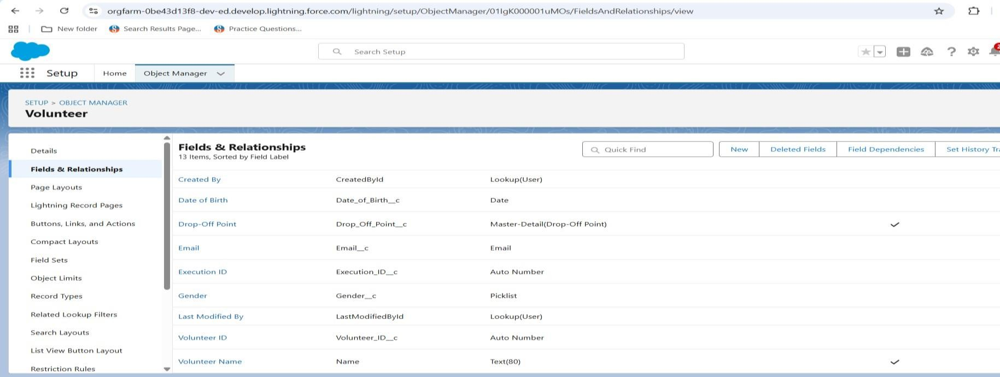 orgfarm-0be43d13f8-dev-ed.develop.lightning.force.com/lightning/setup/ObjectManager/01IgK000001uMOs/FieldsAndRelationships/view
New folder Search Results Page... Practice Questions...
Search Setup
Setup Home Object Manager
SETUP > OBJECT MANAGER
Volunteer
Details
Fields & Relationships
Page Layouts
Lightning Record Pages
Buttons, Links, and Actions
Compact Layouts
Field Sets
Object Limits
Record Types
Related Lookup Filters
Search Layouts
List View Button Layout
Restriction Rules
Fields & Relationships
13 Items, Sorted by Field Label
Quick Find New Deleted Fields Field Dependencies Set History Tra
Created By CreatedById Lookup(User)
Date of Birth Date_of_Birth__c Date
Drop-Off Point Drop_Off_Point__c Master-Detail(Drop-Off Point)
Email Email__c Email
Execution ID Execution_ID__c Auto Number
Gender Gender__c Picklist
Last Modified By LastModifiedById Lookup(User)
Volunteer ID Volunteer_ID__c Auto Number
Volunteer Name Name Text(80)